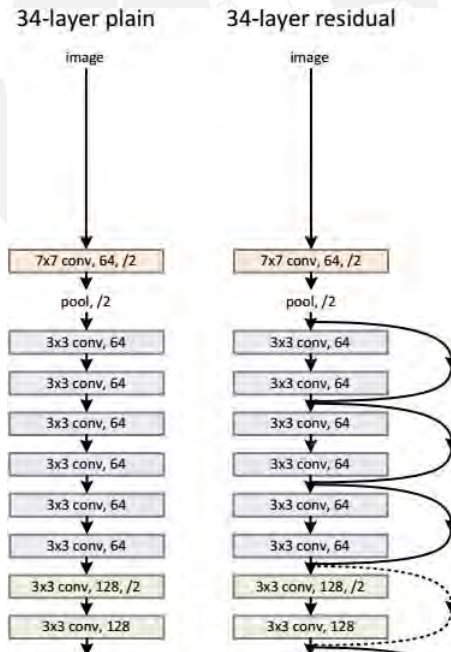 34-layer plain
image
7x7 conv, 64, /2
pool, /2
3x3 conv, 64
3x3 conv, 64
3x3 conv, 64
3x3 conv, 64
3x3 conv, 64
3x3 conv, 64
3x3 conv, 128, /2
3x3 conv, 128
34-layer residual
image
7x7 conv, 64, /2
pool, /2
3x3 conv, 64
3x3 conv, 64
3x3 conv, 64
3x3 conv, 64
3x3 conv, 64
3x3 conv, 64
3x3 conv, 128, /2
3x3 conv, 128